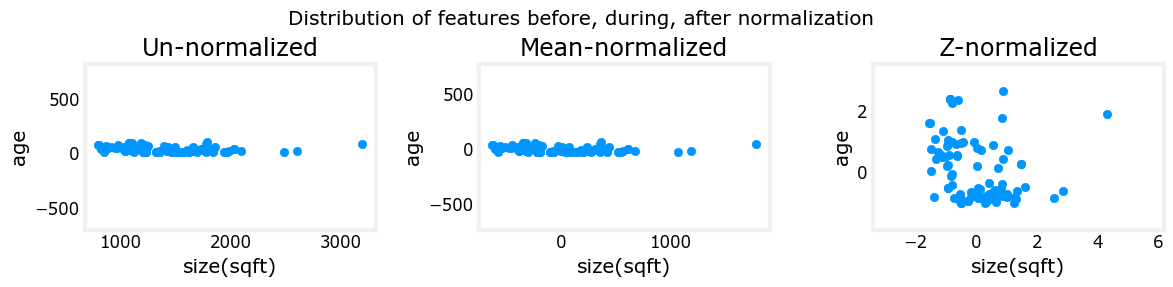 Distribution of features before, during, after normalization
Un-normalized
500
0
−500
age
1000 2000 3000
size(sqft)
Mean-normalized
500
0
−500
age
0 1000
size(sqft)
Z-normalized
2
0
age
−2 0 2 4 6
size(sqft)